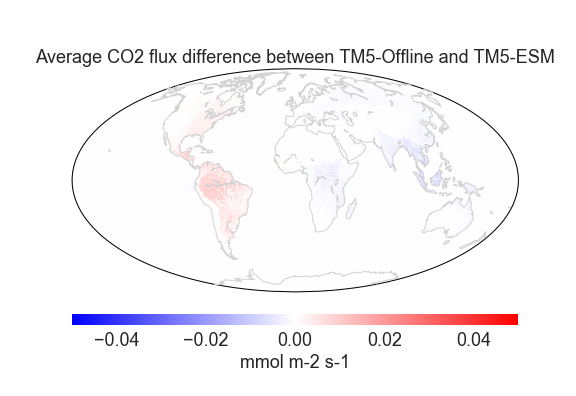 Average CO2 flux difference between TM5-Offline and TM5-ESM
−0.04 −0.02 0.00 0.02 0.04
mmol m-2 s-1